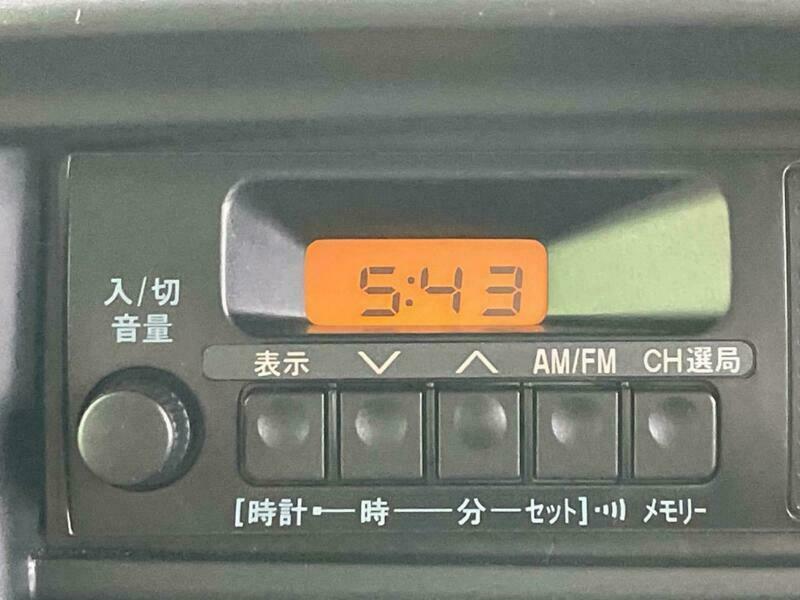 5:43
入/切
音量
表示 ∨ ∧ AM/FM CH選局
[時計 時 分 セット] メモリー